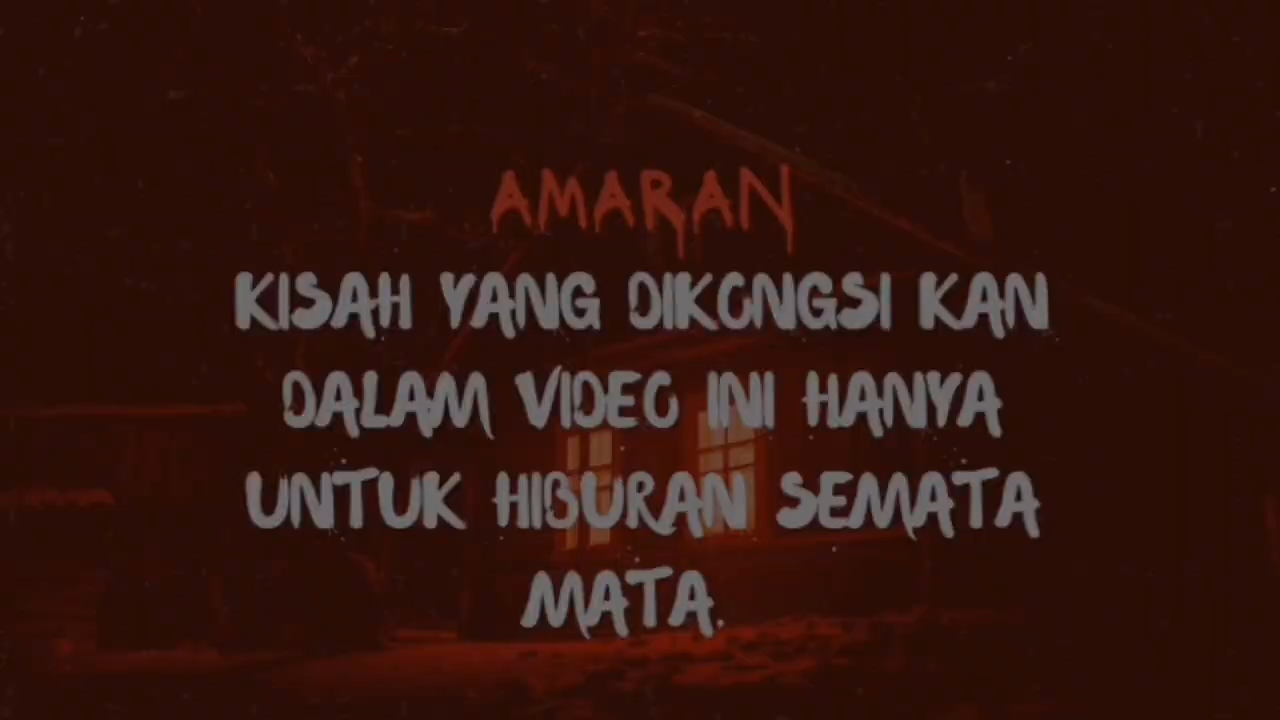 AMARAN
KISAH YANG DIKONGSI KAN
DALAM VIDEO INI HANYA
UNTUK HIBURAN SEMATA
MATA.